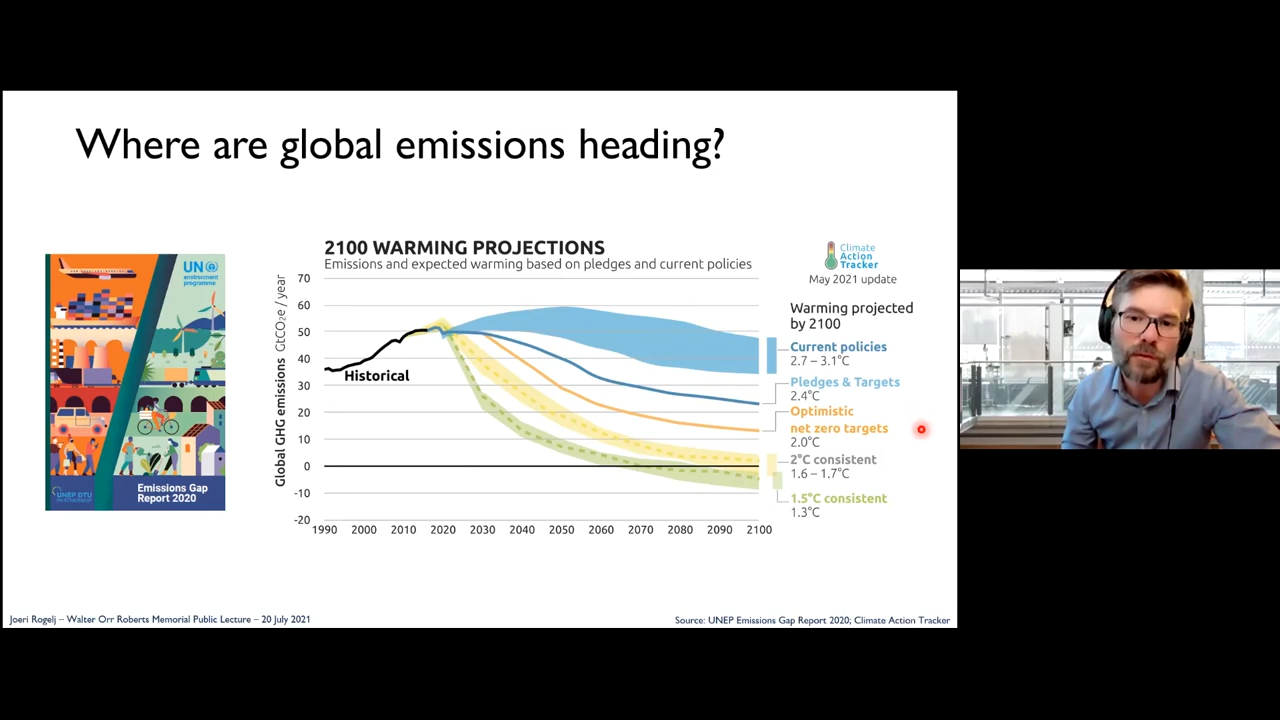 Where are global emissions heading?
UN
environment
programme
UNEP DTU
PARTNERSHIP
Emissions Gap
Report 2020
2100 WARMING PROJECTIONS
Emissions and expected warming based on pledges and current policies
Global GHG emissions GtCO₂e / year
70
60
50
40
30
20
10
0
-10
-20
1990 2000 2010 2020 2030 2040 2050 2060 2070 2080 2090 2100
Historical
Climate
Action
Tracker
May 2021 update
Warming projected
by 2100
Current policies
2.7 – 3.1°C
Pledges & Targets
2.4°C
Optimistic
net zero targets
2.0°C
2°C consistent
1.6 – 1.7°C
1.5°C consistent
1.3°C
Joeri Rogelj – Walter Orr Roberts Memorial Public Lecture – 20 July 2021
Source: UNEP Emissions Gap Report 2020; Climate Action Tracker